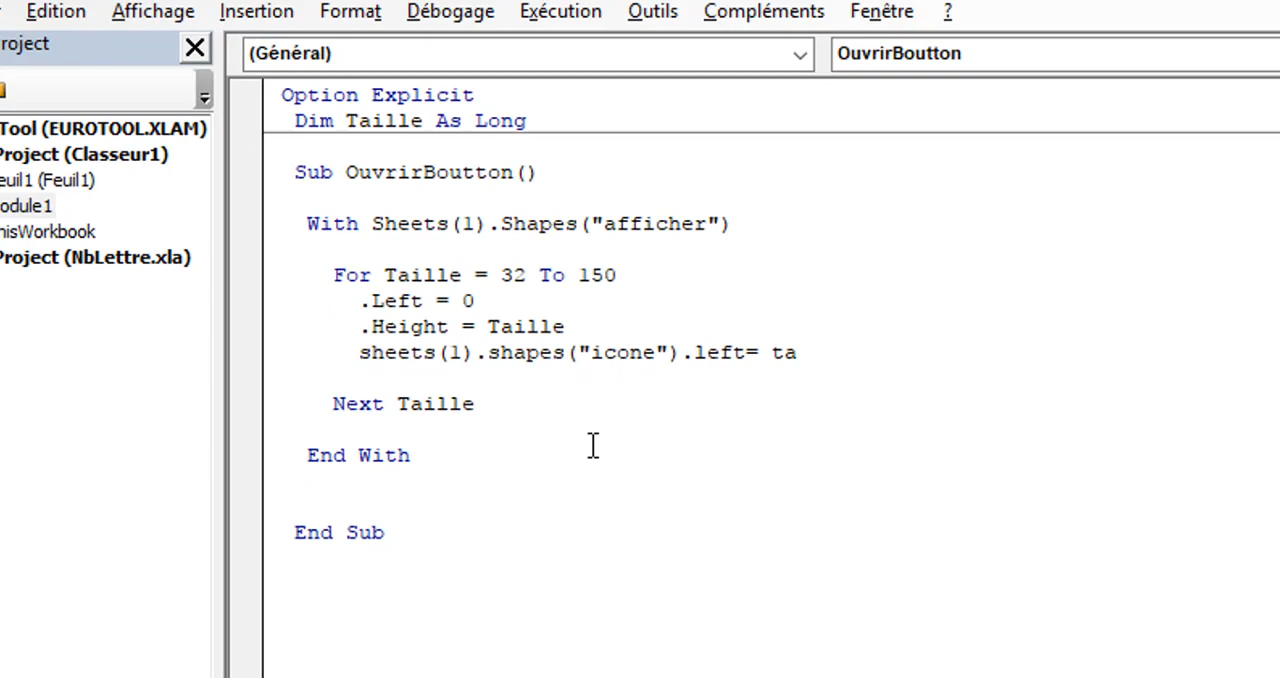 Edition Affichage Insertion Format Débogage Exécution Outils Compléments Fenêtre ?
roject
(Général) OuvrirBoutton
Tool (EUROTOOL.XLAM)
Project (Classeur1)
euil1 (Feuil1)
odule1
hisWorkbook
Project (NbLettre.xla)
Option Explicit
Dim Taille As Long
Sub OuvrirBoutton()
With Sheets(1).Shapes("afficher")
For Taille = 32 To 150
.Left = 0
.Height = Taille
sheets(1).shapes("icone").left= ta
Next Taille
End With
End Sub